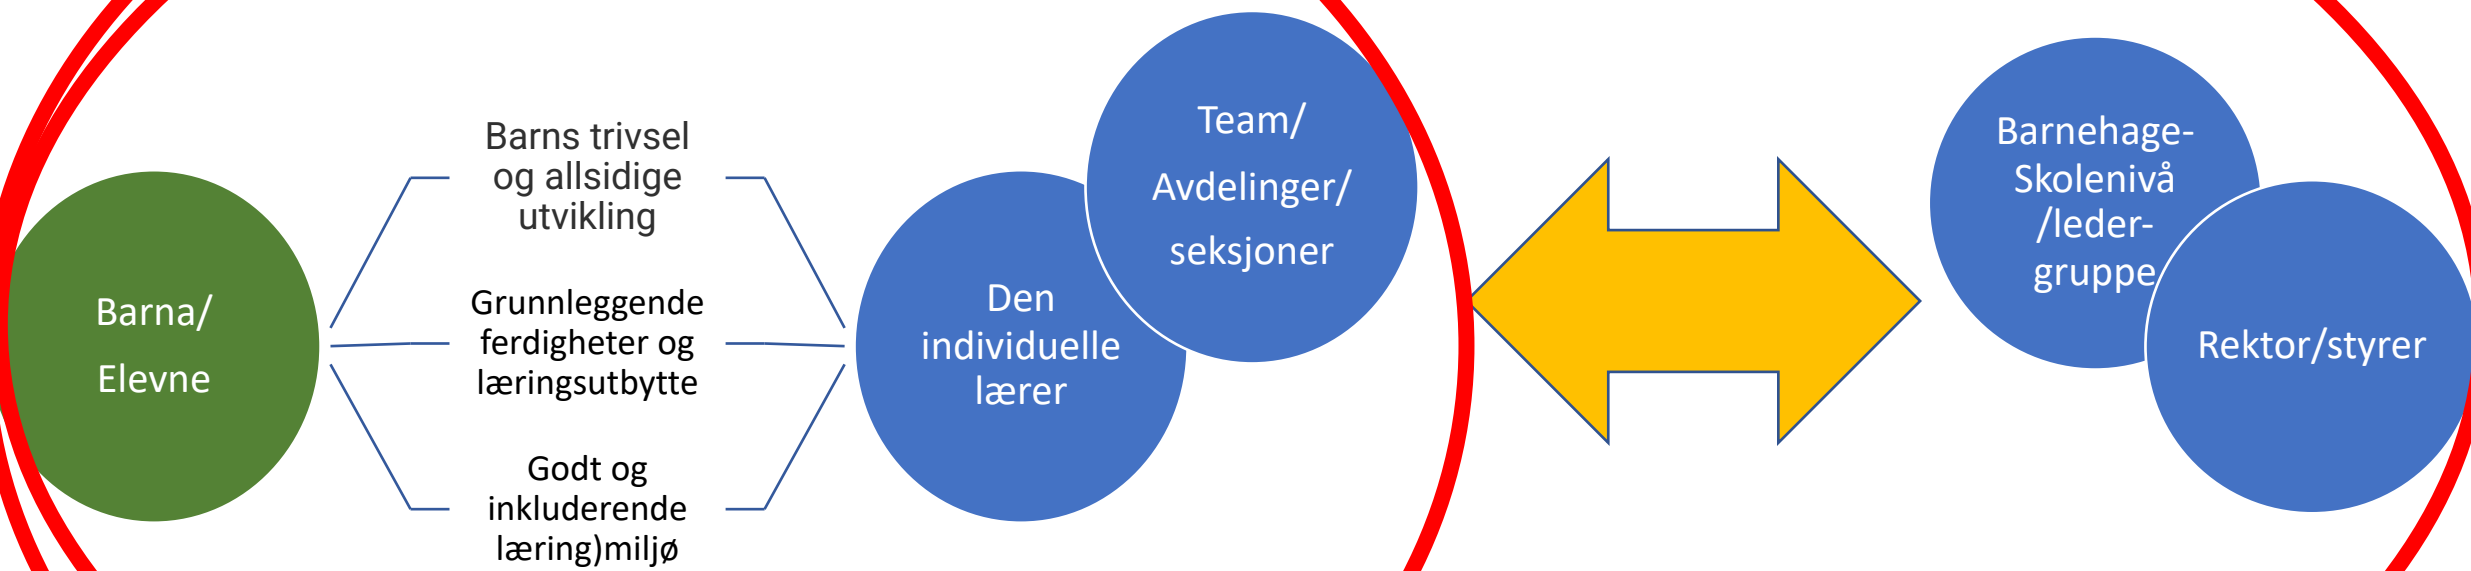 Barna/
Elevne
Barns trivsel
og allsidige
utvikling
Grunnleggende
ferdigheter og
læringsutbytte
Godt og
inkluderende
læring)miljø
Den
individuelle
lærer
Team/
Avdelinger/
seksjoner
Barnehage-
Skolenivå
/leder-
gruppe
Rektor/styrer